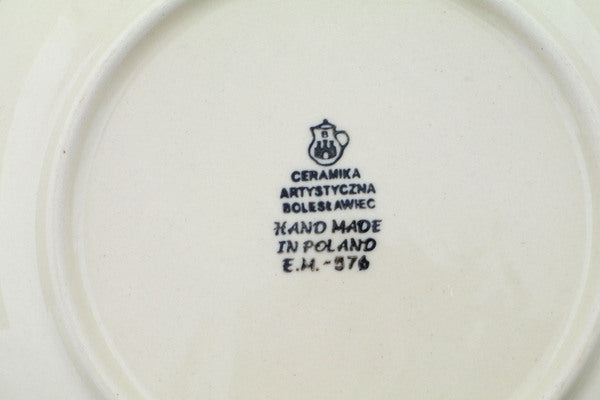 B
CERAMIKA
ARTYSTYCZNA
BOLESŁAWIEC
HAND MADE
IN POLAND
E.M.-576